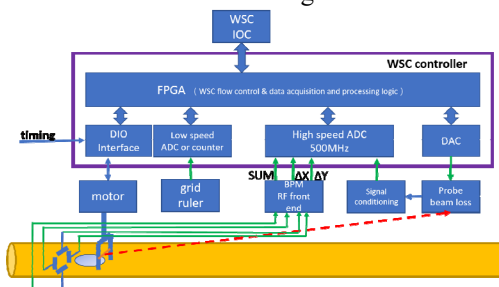 WSC
IOC
WSC controller
FPGA （WSC flow control & data acquisition and processing logic）
timing
DIO
Interface
Low speed
ADC or counter
High speed ADC
500MHz
DAC
SUM
ΔX
ΔY
motor
grid
ruler
BPM
RF front
end
Signal
conditioning
Probe
beam loss